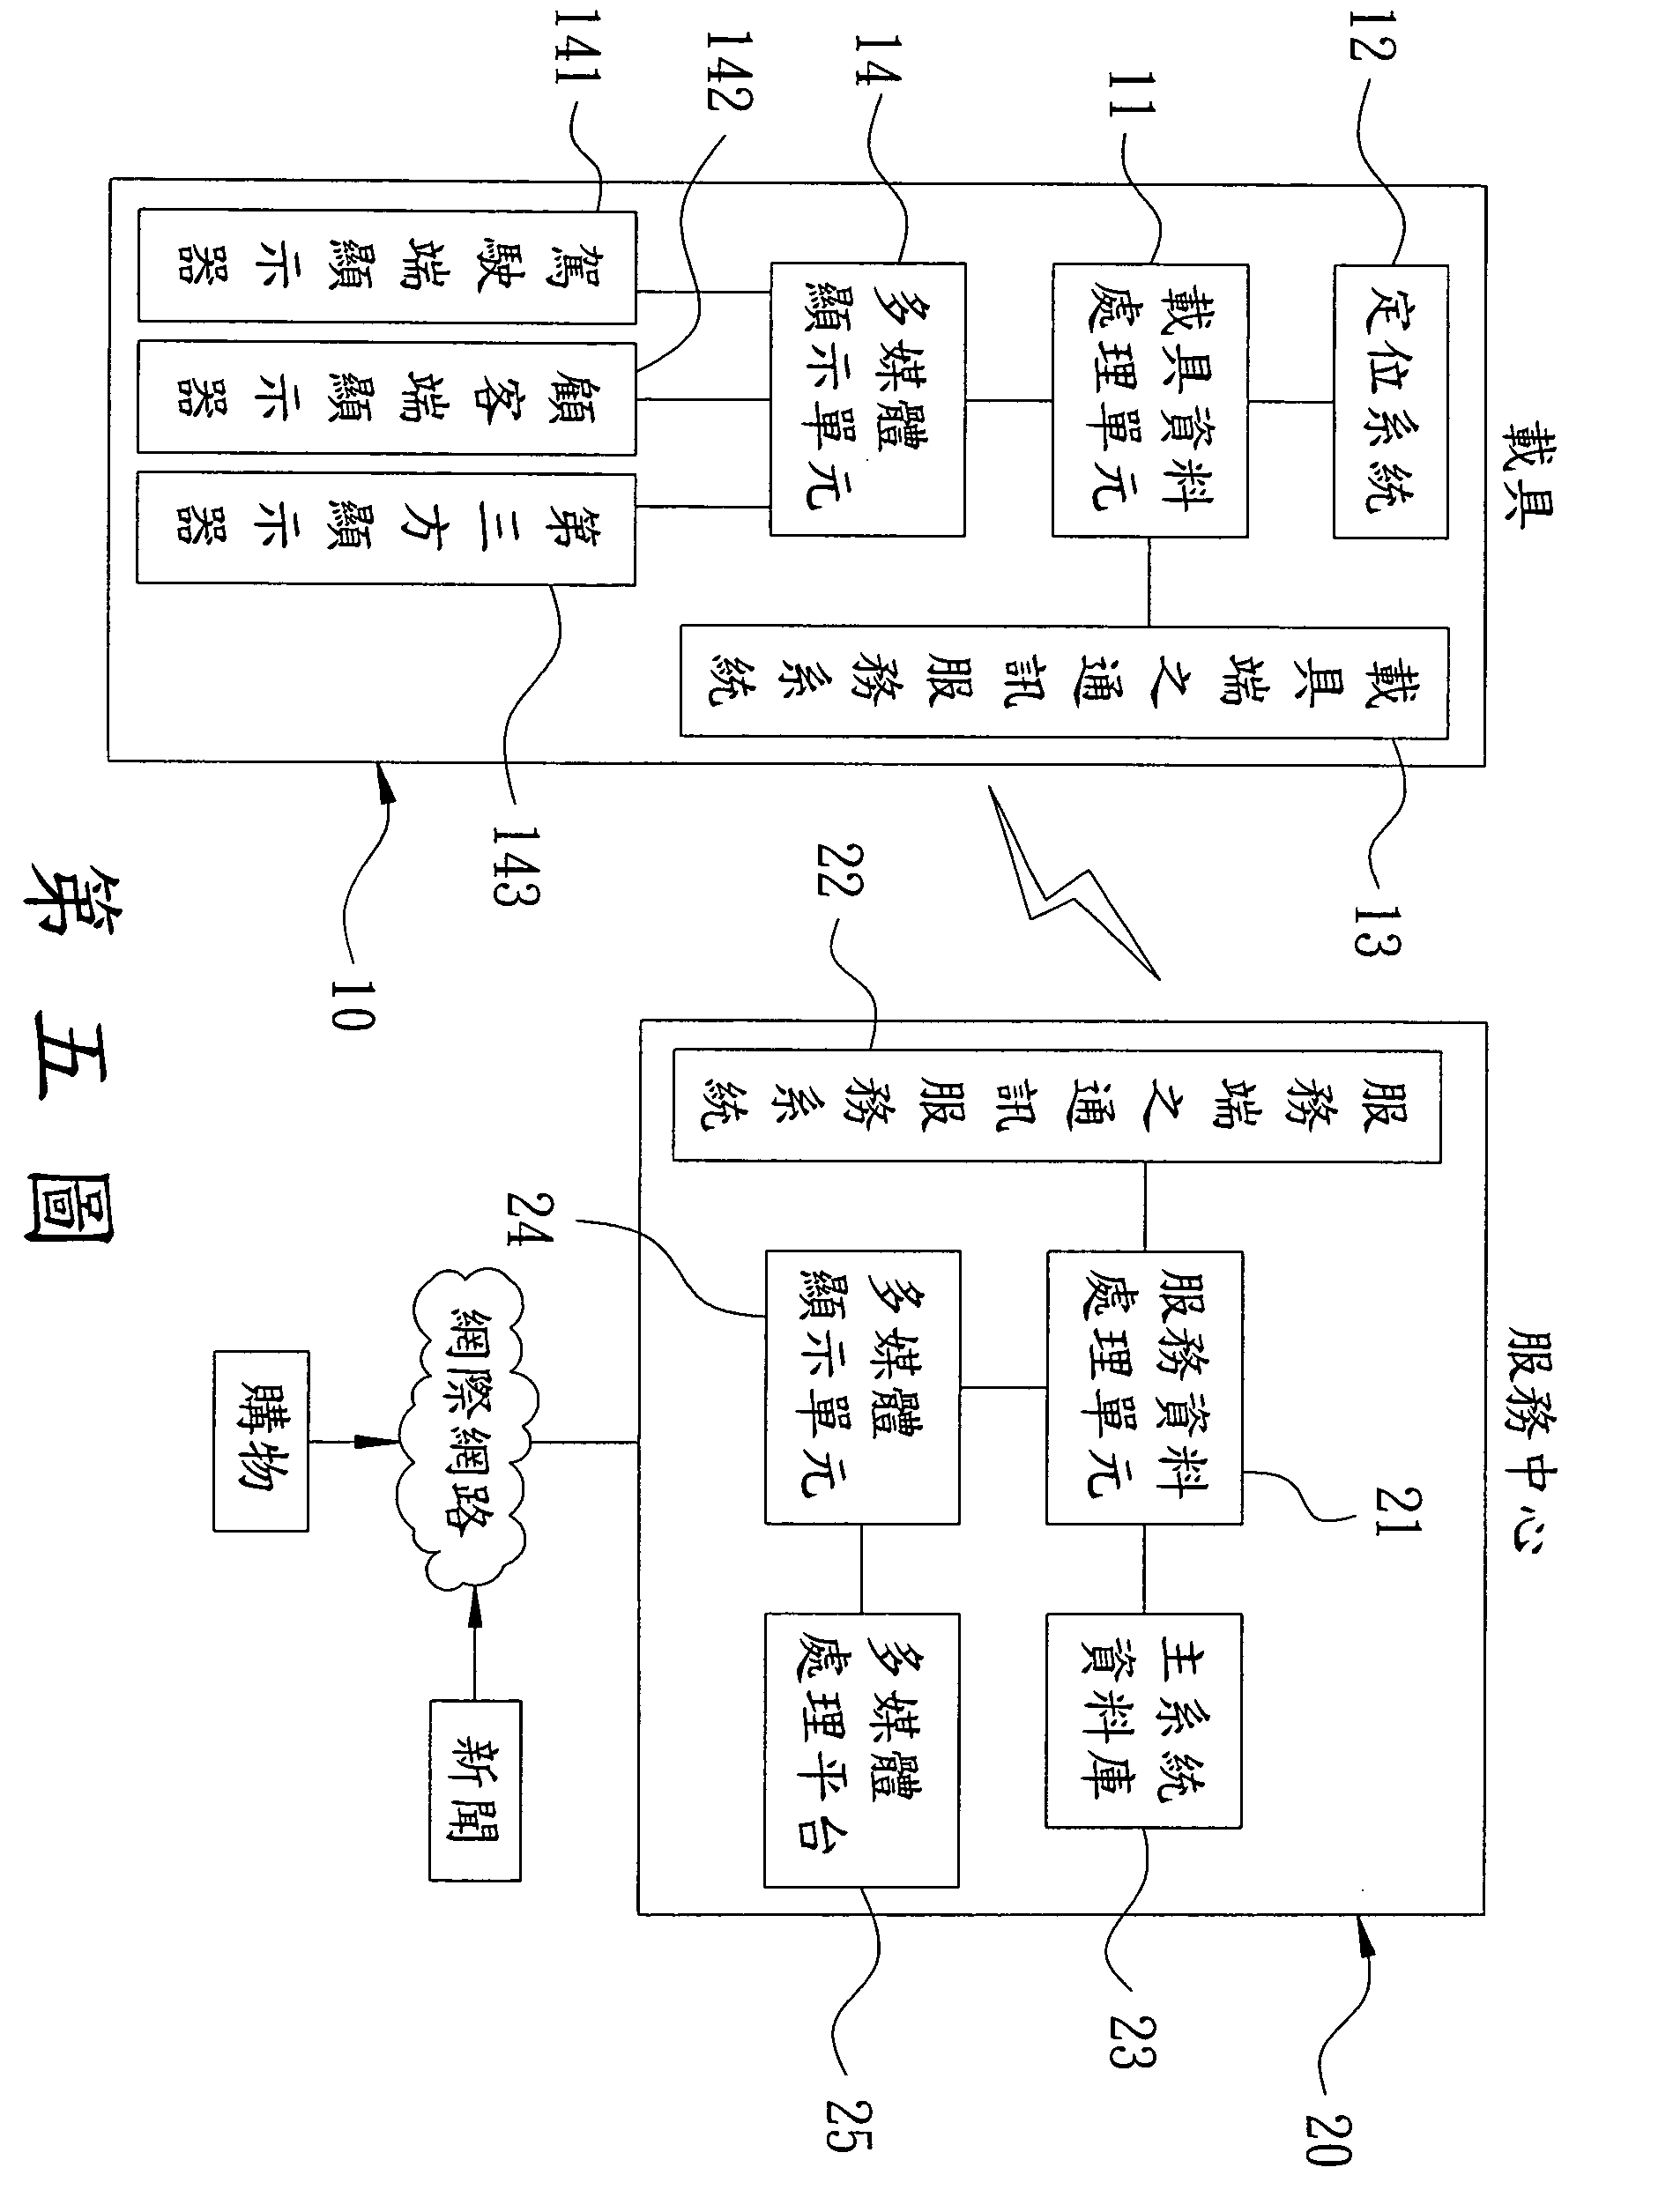 載具
服務中心
12
定位系統
11
載具資料
處理單元
14
多媒體
顯示單元
141
駕駛端顯示器
142
顧客端顯示器
第三方顯示器
143
載具端之通訊服務系統
13
10
22
服務端之通訊服務系統
服務資料
處理單元
21
主系統
資料庫
23
24
多媒體
顯示單元
多媒體
處理平台
25
20
網際網路
購物
新聞
第五圖